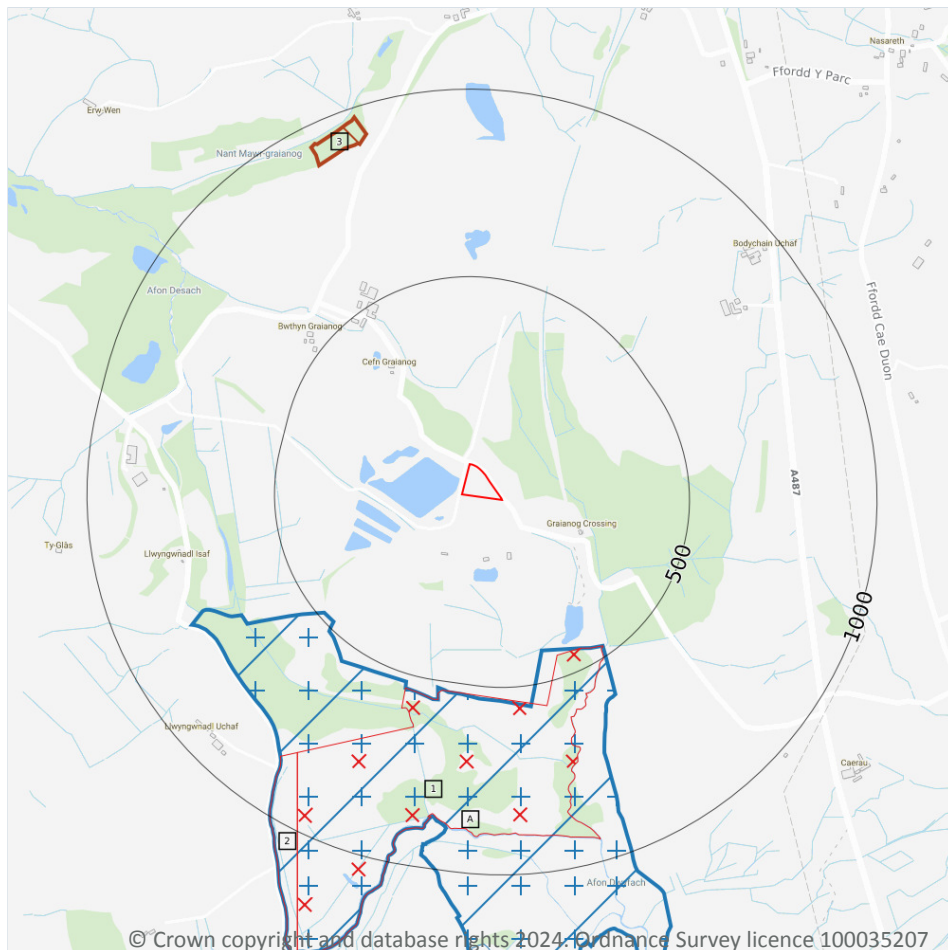 Nasareth
Ffordd Y Parc
Erw Wen
3
Nant Mawr-graianog
Bodychain Uchaf
Afon Desach
Ffordd Cae Duon
Bwthyn Graianog
Cefn Graianog
A487
Graianog Crossing
Ty Glâs
Llwyngwnadl Isaf
500
1000
Llwyngwnadl Uchaf
Caerau
1
A
2
© Crown copyright and database rights 2024. Ordnance Survey licence 100035207